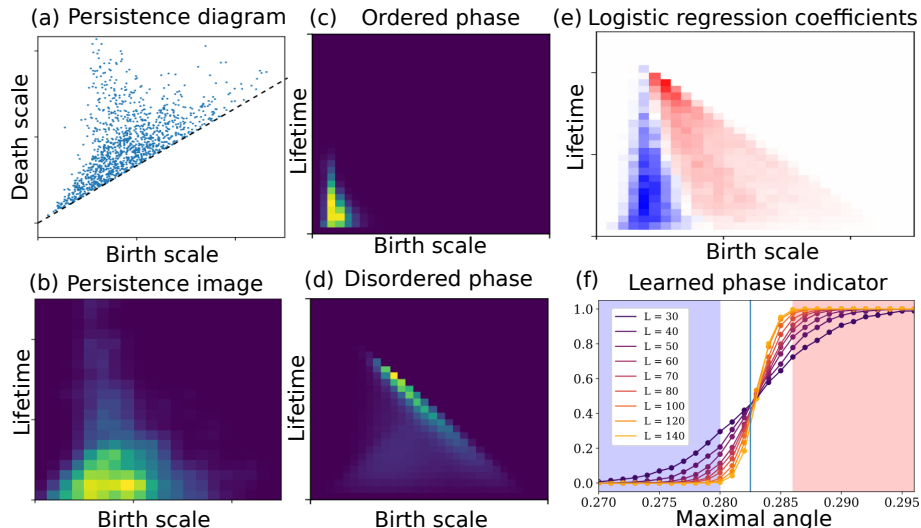 (a) Persistence diagram
Death scale
Birth scale
(b) Persistence image
Lifetime
Birth scale
(c) Ordered phase
Lifetime
Birth scale
(d) Disordered phase
Lifetime
Birth scale
(e) Logistic regression coefficients
Lifetime
Birth scale
(f) Learned phase indicator
1.0
0.8
0.6
0.4
0.2
0.0
L = 30
L = 40
L = 50
L = 60
L = 70
L = 80
L = 100
L = 120
L = 140
0.270 0.275 0.280 0.285 0.290 0.295
Maximal angle